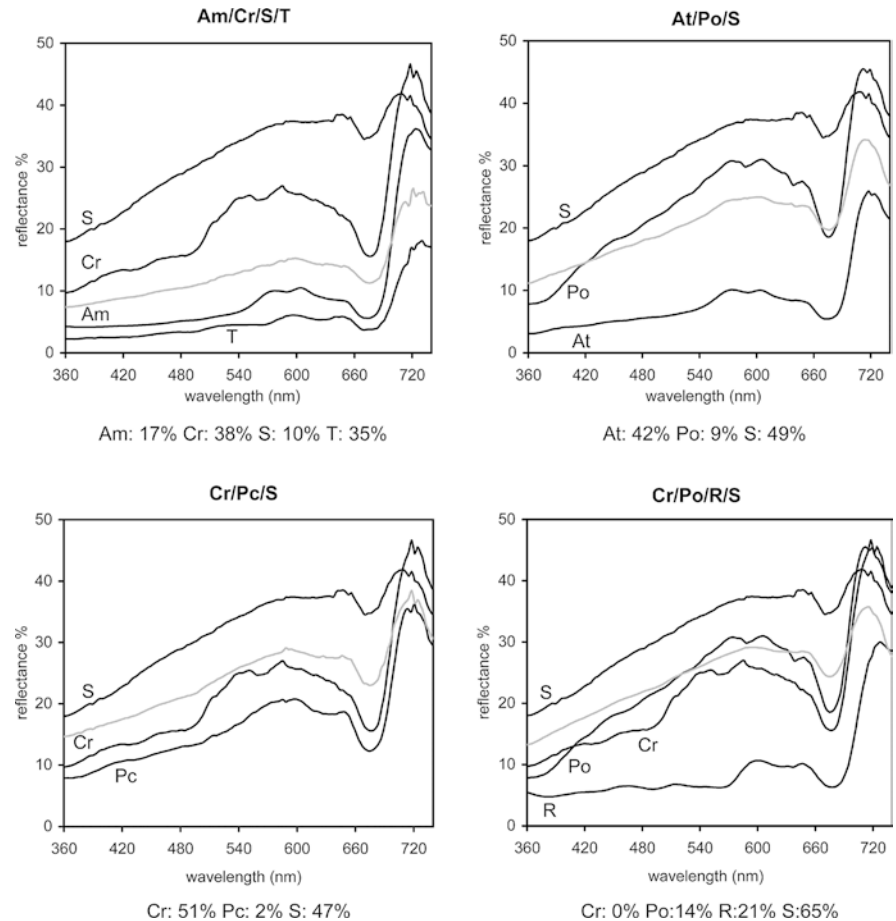 Am/Cr/S/T
50
40
30
20
10
0
reflectance %
S
Cr
Am
T
360 420 480 540 600 660 720
wavelength (nm)
Am: 17% Cr: 38% S: 10% T: 35%
At/Po/S
50
40
30
20
10
0
reflectance %
S
Po
At
360 420 480 540 600 660 720
wavelength (nm)
At: 42% Po: 9% S: 49%
Cr/Pc/S
50
40
30
20
10
0
reflectance %
S
Cr
Pc
360 420 480 540 600 660 720
wavelength (nm)
Cr: 51% Pc: 2% S: 47%
Cr/Po/R/S
50
40
30
20
10
0
reflectance %
S
Cr
Po
R
360 420 480 540 600 660 720
wavelength (nm)
Cr: 0% Po:14% R:21% S:65%